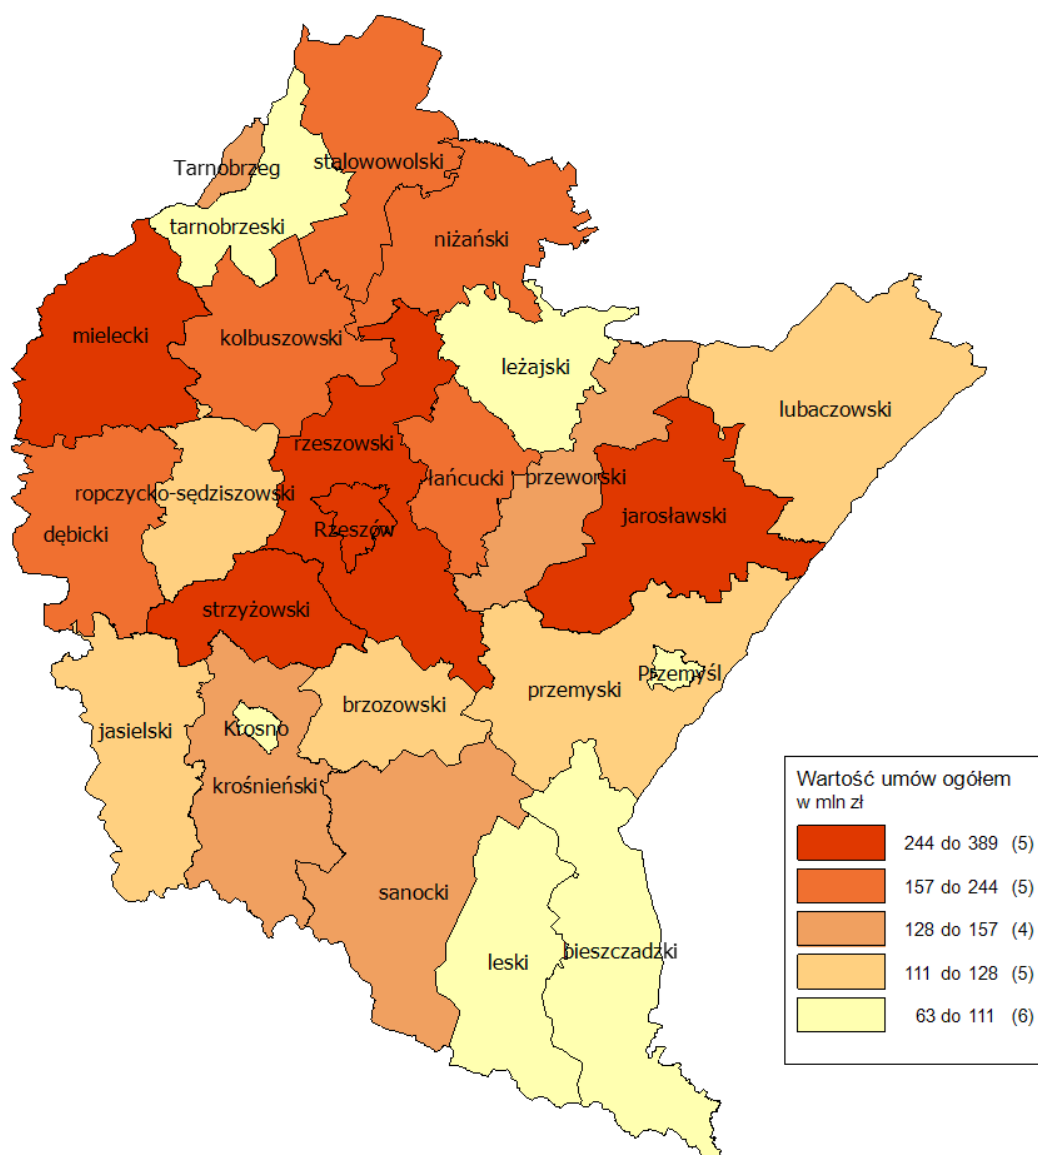 stalowowolski
Tarnobrzeg
tarnobrzeski
niżański
mielecki
kolbuszowski
leżajski
lubaczowski
rzeszowski
łańcucki
przeworski
ropczycko-sędziszowski
jarosławski
dębicki
Rzeszów
strzyżowski
Przemyśl
przemyski
brzozowski
jasielski
Krosno
krośnieński
sanocki
leski
bieszczadzki
Wartość umów ogółem
w mln zł
244 do 389 (5)
157 do 244 (5)
128 do 157 (4)
111 do 128 (5)
63 do 111 (6)